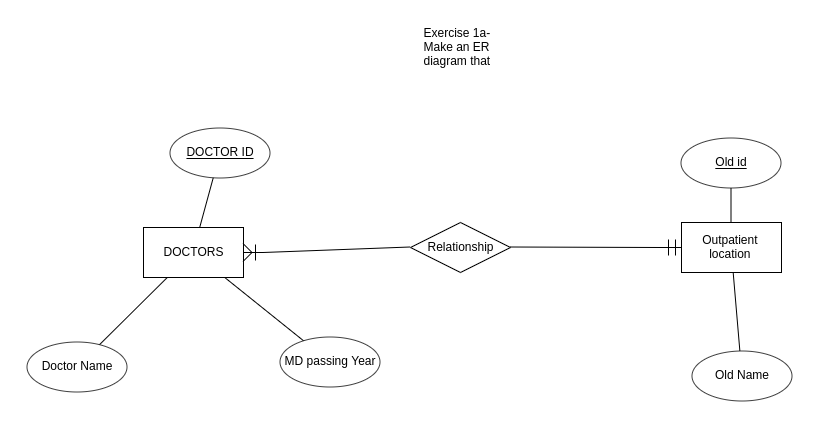 Exercise 1a-
Make an ER
diagram that
DOCTOR ID
Old id
DOCTORS
Relationship
Outpatient
location
Doctor Name
MD passing Year
Old Name